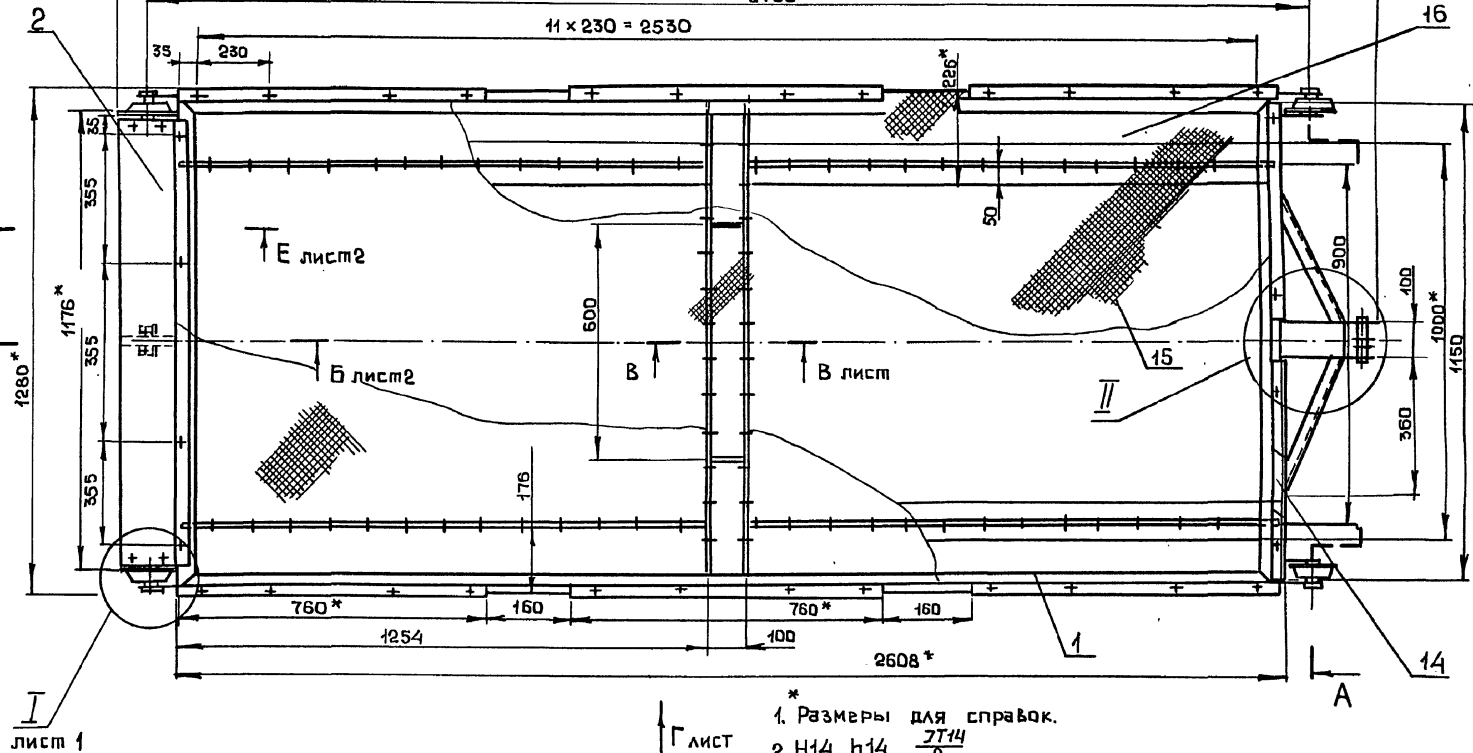 2
11 × 230 = 2530
16
35
230
226*
35
355
50
Е лист2
900
1176*
600
100
1000*
1280*
355
Б лист2
В
В лист
15
1150
II
360
355
176
760*
160
760*
160
1254
100
1
2608*
14
А
I
лист 1
Г лист
*
1. Размеры для справок.
2. H14, h14,